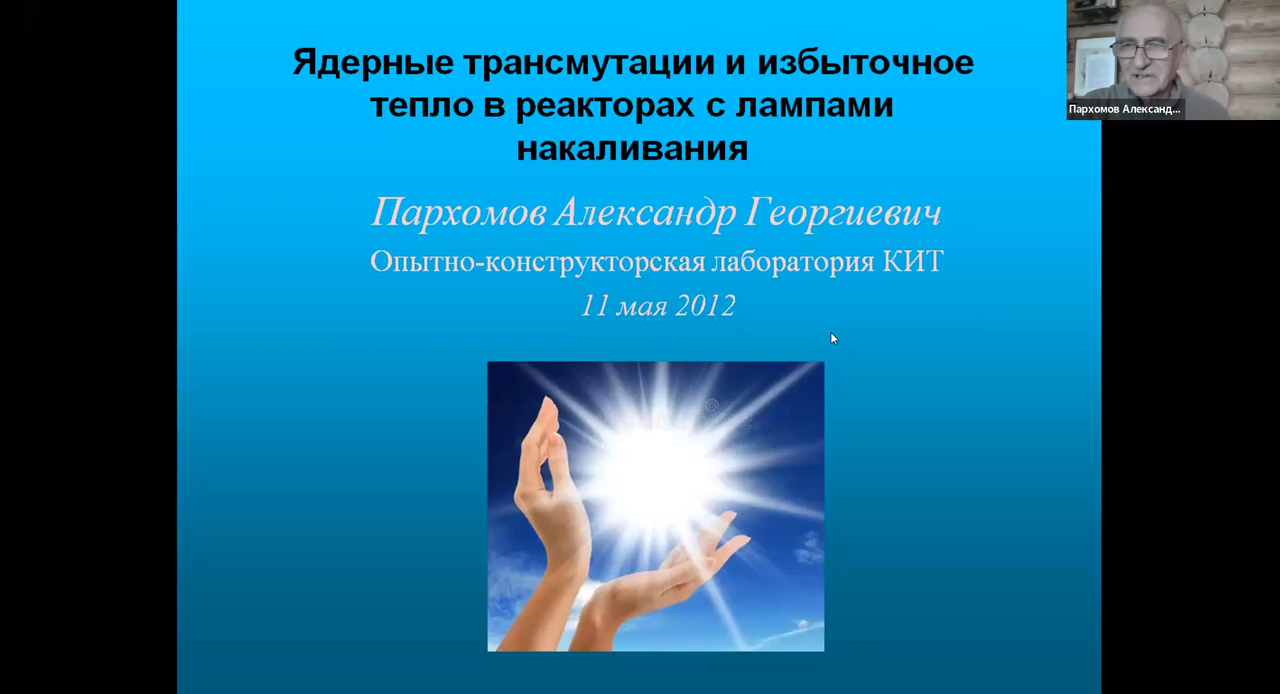 Ядерные трансмутации и избыточное
тепло в реакторах с лампами
накаливания
Пархомов Александр Георгиевич
Опытно-конструкторская лаборатория КИТ
11 мая 2012
Пархомов Александ...